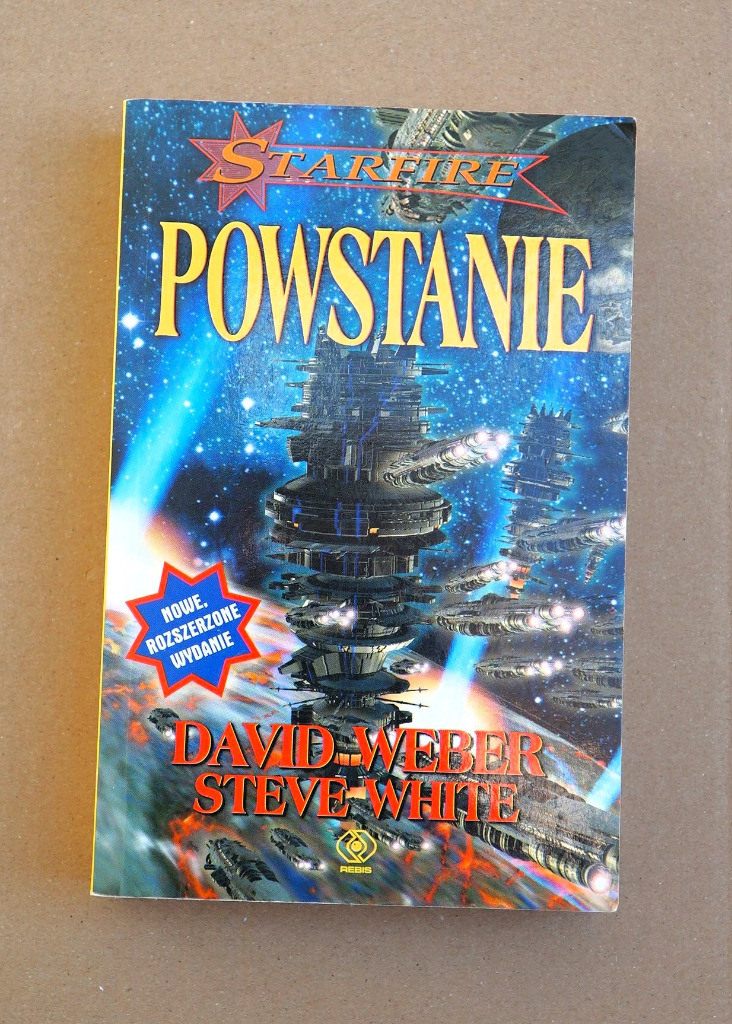 STARFIRE
POWSTANIE
NOWE,
ROZSZERZONE
WYDANIE
DAVID WEBER
STEVE WHITE
REBIS